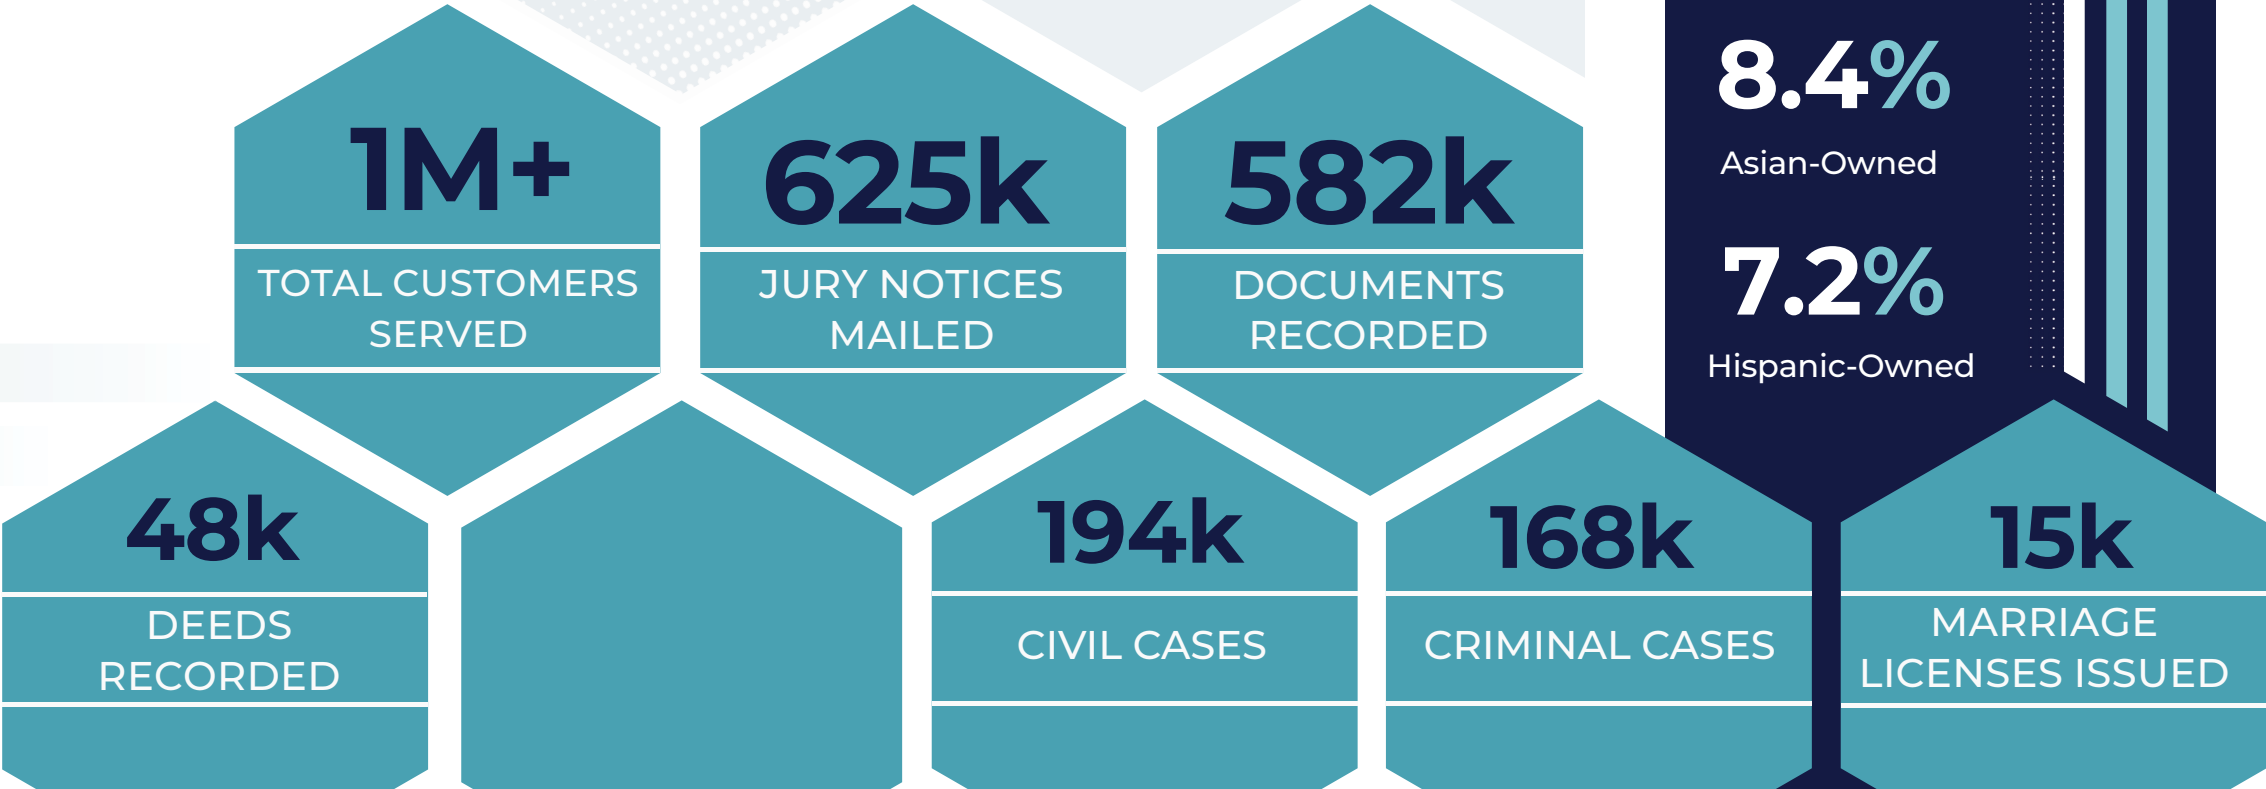 1M+
TOTAL CUSTOMERS
SERVED
625k
JURY NOTICES
MAILED
582k
DOCUMENTS
RECORDED
8.4%
Asian-Owned
7.2%
Hispanic-Owned
48k
DEEDS
RECORDED
194k
CIVIL CASES
168k
CRIMINAL CASES
15k
MARRIAGE
LICENSES ISSUED